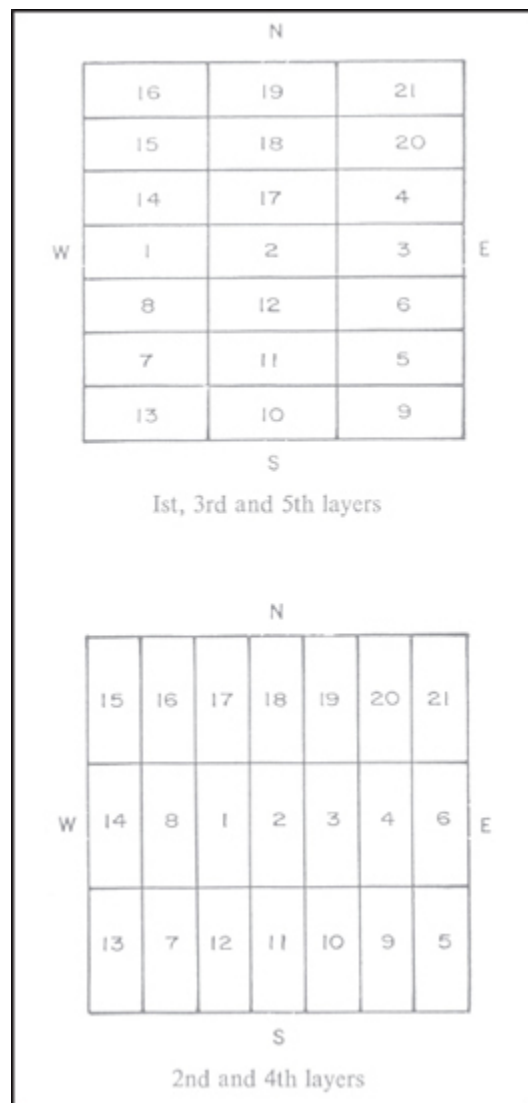 N
16 19 21
15 18 20
14 17 4
W 1 2 3 E
8 12 6
7 11 5
13 10 9
S
Ist, 3rd and 5th layers
N
15 16 17 18 19 20 21
W 14 8 1 2 3 4 6 E
13 7 12 11 10 9 5
S
2nd and 4th layers